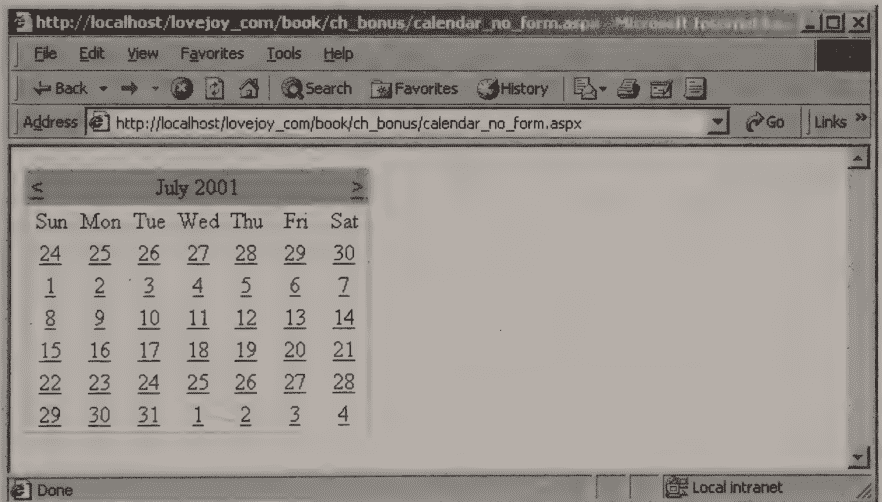 http://localhost/lovejoy_com/book/ch_bonus/calendar_no_form.aspx - Microsoft Internet
File Edit View Favorites Tools Help
Back Search Favorites History
Address http://localhost/lovejoy_com/book/ch_bonus/calendar_no_form.aspx Go Links »
< July 2001 >
Sun Mon Tue Wed Thu Fri Sat
24 25 26 27 28 29 30
1 2 3 4 5 6 7
8 9 10 11 12 13 14
15 16 17 18 19 20 21
22 23 24 25 26 27 28
29 30 31 1 2 3 4
Done Local intranet